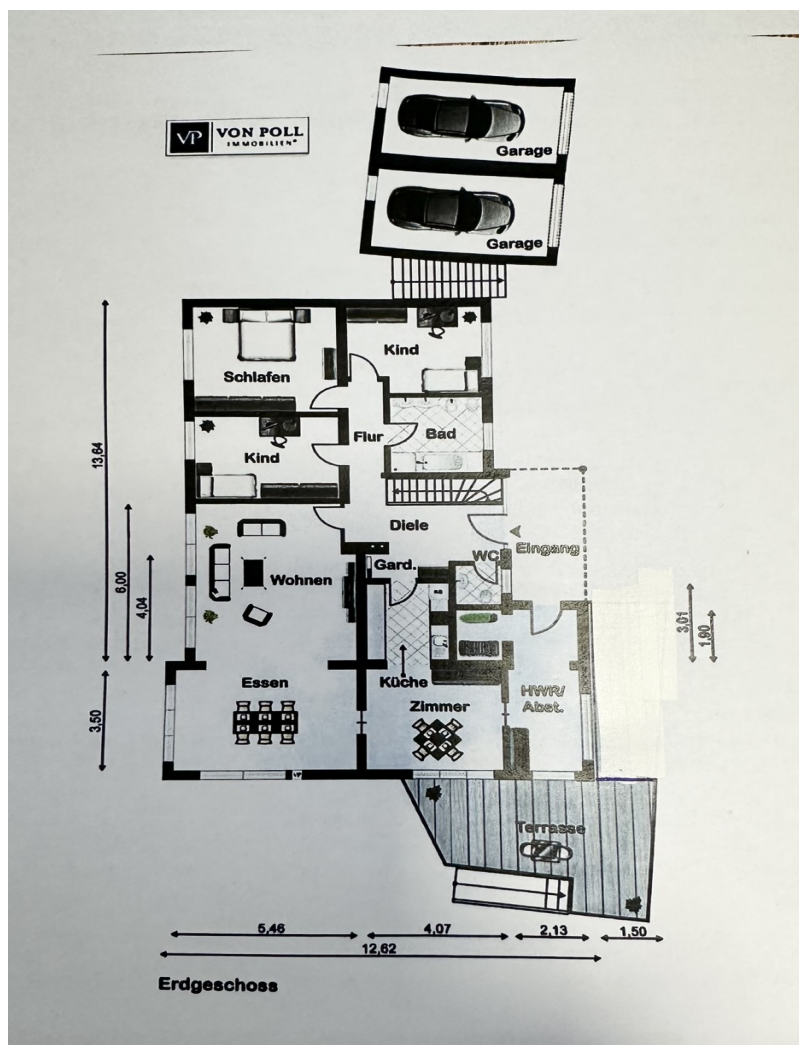 VP VON POLL
IMMOBILIEN®
Garage
Garage
Kind
Schlafen
Flur
Bad
Kind
13,64
Diele
Eingang
WC
Gard.
Wohnen
6,00
4,04
3,01
1,90
Essen
Küche
HWR/
Abst.
Zimmer
3,50
VP
Terrasse
5,46
4,07
2,13
1,50
12,62
Erdgeschoss